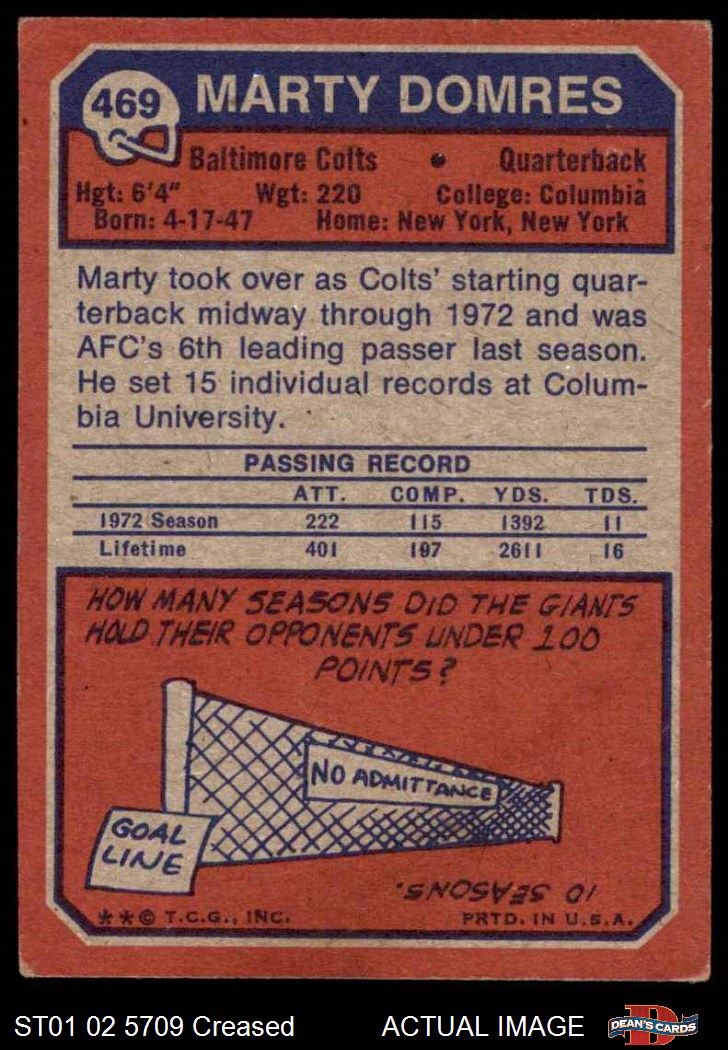 469
MARTY DOMRES
Baltimore Colts • Quarterback
Hgt: 6'4" Wgt: 220 College: Columbia
Born: 4-17-47 Home: New York, New York
Marty took over as Colts' starting quar-
terback midway through 1972 and was
AFC's 6th leading passer last season.
He set 15 individual records at Colum-
bia University.
PASSING RECORD
ATT. COMP. YDS. TDS.
1972 Season 222 115 1392 11
Lifetime 401 197 2611 16
HOW MANY SEASONS DID THE GIANTS
HOLD THEIR OPPONENTS UNDER 100
POINTS?
NO ADMITTANCE
GOAL
LINE
10 SEASONS.
**© T.C.G., INC. PRTD. IN U.S.A.
ST01 02 5709 Creased ACTUAL IMAGE
D
DEAN'S CARDS